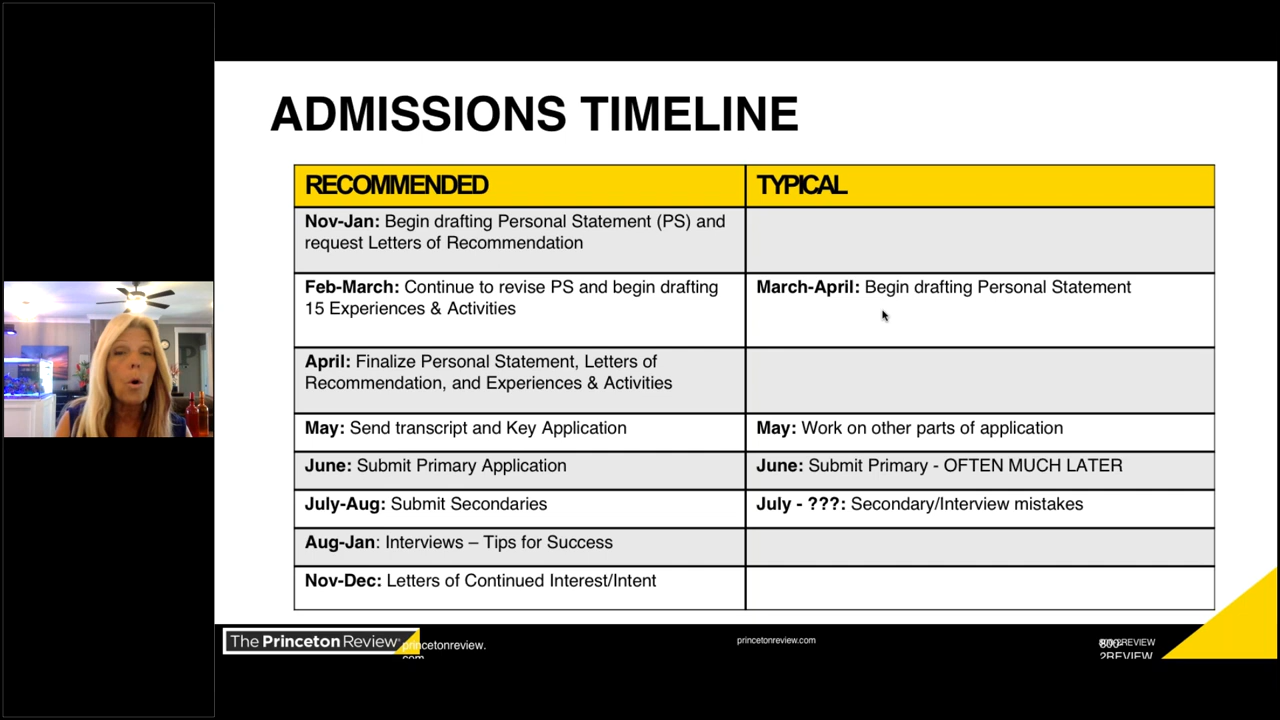 ADMISSIONS TIMELINE
RECOMMENDED
TYPICAL
Nov-Jan: Begin drafting Personal Statement (PS) and
request Letters of Recommendation
Feb-March: Continue to revise PS and begin drafting
15 Experiences & Activities
March-April: Begin drafting Personal Statement
April: Finalize Personal Statement, Letters of
Recommendation, and Experiences & Activities
May: Send transcript and Key Application
May: Work on other parts of application
June: Submit Primary Application
June: Submit Primary - OFTEN MUCH LATER
July-Aug: Submit Secondaries
July - ???: Secondary/Interview mistakes
Aug-Jan: Interviews – Tips for Success
Nov-Dec: Letters of Continued Interest/Intent
The Princeton Review
princetonreview.
com
princetonreview.com
2REVIEW